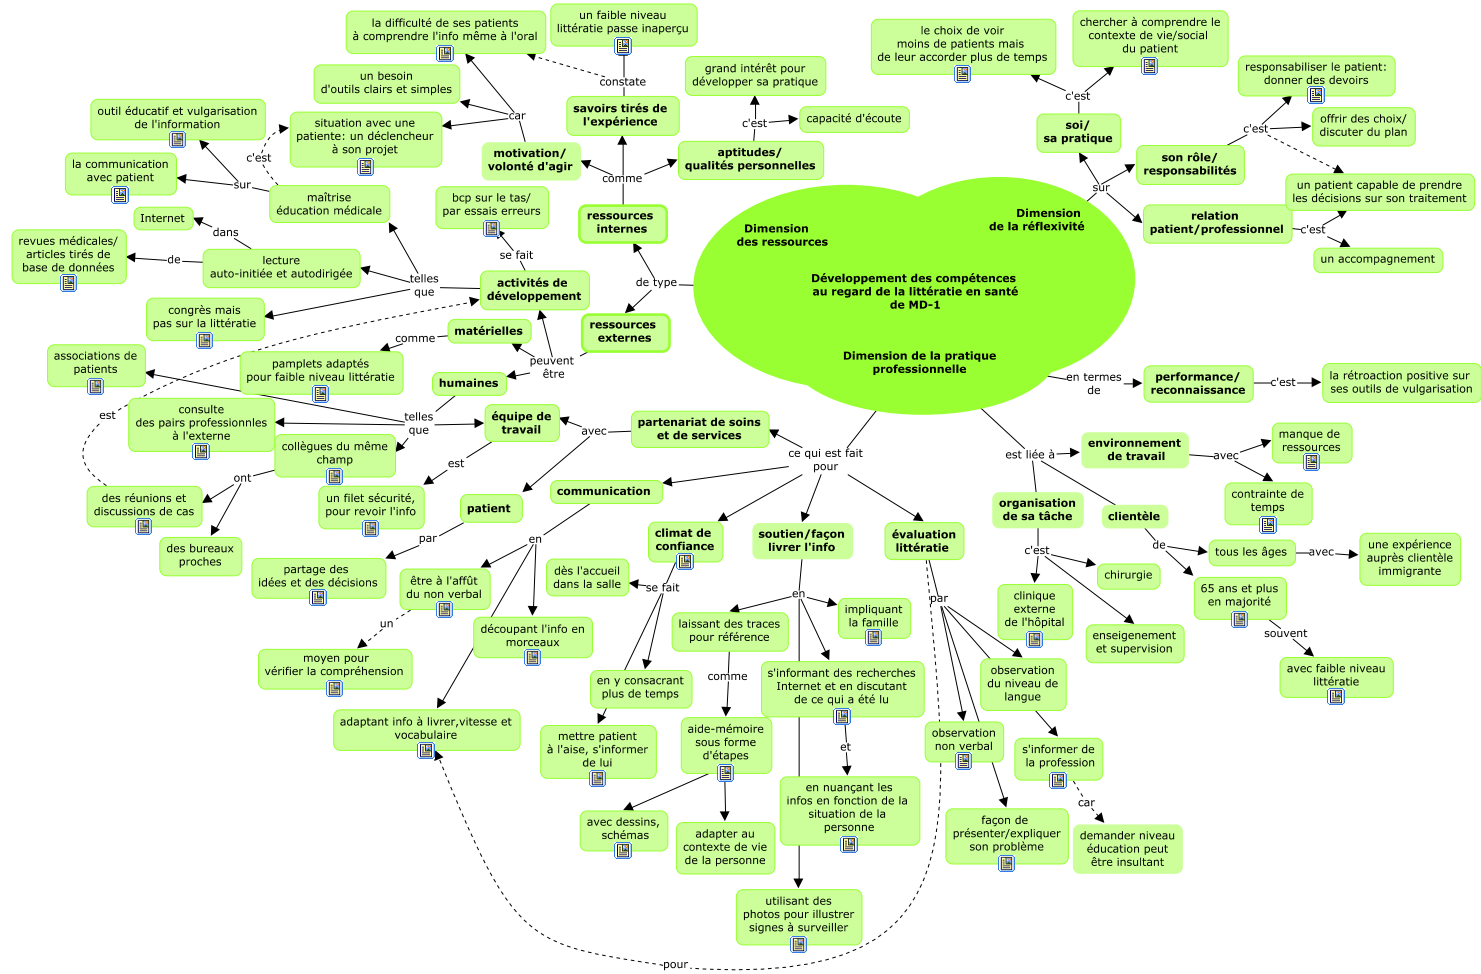 la difficulté de ses patients
à comprendre l'info même à l'oral
un faible niveau
littératie passe inaperçu
constate
grand intérêt pour
développer sa pratique
le choix de voir
moins de patients mais
de leur accorder plus de temps
chercher à comprendre le
contexte de vie/social
du patient
responsabiliser le patient:
donner des devoirs
un besoin
d'outils clairs et simples
savoirs tirés de
l'expérience
c'est
capacité d'écoute
c'est
soi/
sa pratique
c'est
offrir des choix/
discuter du plan
outil éducatif et vulgarisation
de l'information
situation avec une
patiente: un déclencheur
à son projet
car
c'est
motivation/
volonté d'agir
aptitudes/
qualités personnelles
comme
son rôle/
responsabilités
la communication
avec patient
sur
maîtrise
éducation médicale
bcp sur le tas/
par essais erreurs
ressources
internes
sur
un patient capable de prendre
les décisions sur son traitement
relation
patient/professionnel
c'est
un accompagnement
Internet
dans
revues médicales/
articles tirés de
base de données
de
lecture
auto-initiée et autodirigée
se fait
telles
que
activités de
développement
de type
Dimension
des ressources
Dimension
de la réflexivité
Développement des compétences
au regard de la littératie en santé
de MD-1
Dimension de la pratique
professionnelle
congrès mais
pas sur la littératie
matérielles
ressources
externes
comme
peuvent
être
associations de
patients
pamplets adaptés
pour faible niveau littératie
humaines
en termes
de
performance/
reconnaissance
c'est
la rétroaction positive sur
ses outils de vulgarisation
est
consulte
des pairs professionnles
à l'externe
telles
que
équipe de
travail
avec
partenariat de soins
et de services
ce qui est fait
pour
est liée à
environnement
de travail
avec
manque de
ressources
contrainte de
temps
collègues du même
champ
ont
est
des réunions et
discussions de cas
des bureaux
proches
un filet sécurité,
pour revoir l'info
patient
par
partage des
idées et des décisions
communication
en
climat de
confiance
soutien/façon
livrer l'info
évaluation
littératie
organisation
de sa tâche
c'est
clientèle
de
tous les âges
avec
une expérience
auprès clientèle
immigrante
chirurgie
clinique
externe
de l'hôpital
enseigenement
et supervision
65 ans et plus
en majorité
souvent
avec faible niveau
littératie
être à l'affût
du non verbal
un
moyen pour
vérifier la compréhension
découpant l'info en
morceaux
adaptant info à livrer,vitesse et
vocabulaire
dès l'accueil
dans la salle
se fait
en y consacrant
plus de temps
mettre patient
à l'aise, s'informer
de lui
en
laissant des traces
pour référence
impliquant
la famille
comme
s'informant des recherches
Internet et en discutant
de ce qui a été lu
et
aide-mémoire
sous forme
d'étapes
avec dessins,
schémas
adapter au
contexte de vie
de la personne
en nuançant les
infos en fonction de la
situation de la
personne
utilisant des
photos pour illustrer
signes à surveiller
par
observation
du niveau de
langue
observation
non verbal
s'informer de
la profession
car
façon de
présenter/expliquer
son problème
demander niveau
éducation peut
être insultant
pour